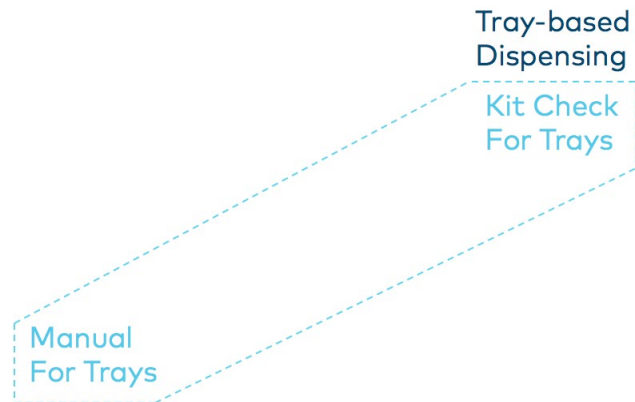 Tray-based
Dispensing
Kit Check
For Trays
Manual
For Trays